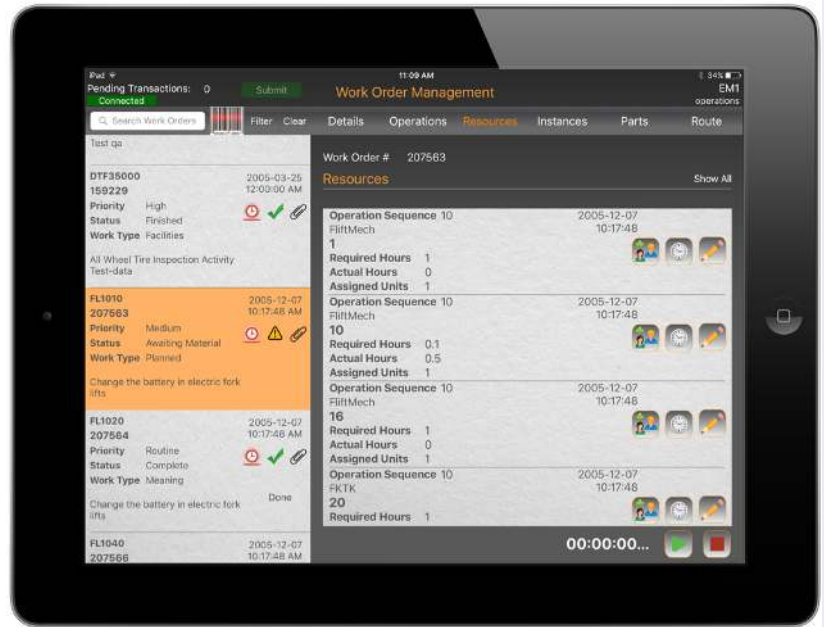 iPad
11:09 AM
34%
Pending Transactions: 0
Submit
Work Order Management
EM1
Connected
operations
Search Work Orders
Filter Clear
Details Operations Resources Instances Parts Route
Test qa
DTF35000 2005-03-25
159229 12:00:00 AM
Priority High
Status Finished
Work Type Facilities
All Wheel Tire Inspection Activity
Test-data
FL1010 2005-12-07
207563 10:17:48 AM
Priority Medium
Status Awaiting Material
Work Type Planned
Change the battery in electric fork
lifts
FL1020 2005-12-07
207564 10:17:48 AM
Priority Routine
Status Complete
Work Type Meaning
Done
Change the battery in electric fork
lifts
FL1040 2005-12-07
207566 10:17:48 AM
Work Order # 207563
Resources Show All
Operation Sequence 10 2005-12-07
FliftMech 10:17:48
1
Required Hours 1
Actual Hours 0
Assigned Units 1
Operation Sequence 10 2005-12-07
FliftMech 10:17:48
10
Required Hours 0.1
Actual Hours 0.5
Assigned Units 1
Operation Sequence 10 2005-12-07
FliftMech 10:17:48
16
Required Hours 1
Actual Hours 0
Assigned Units 1
Operation Sequence 10 2005-12-07
FKTK 10:17:48
20
Required Hours 1
00:00:00...